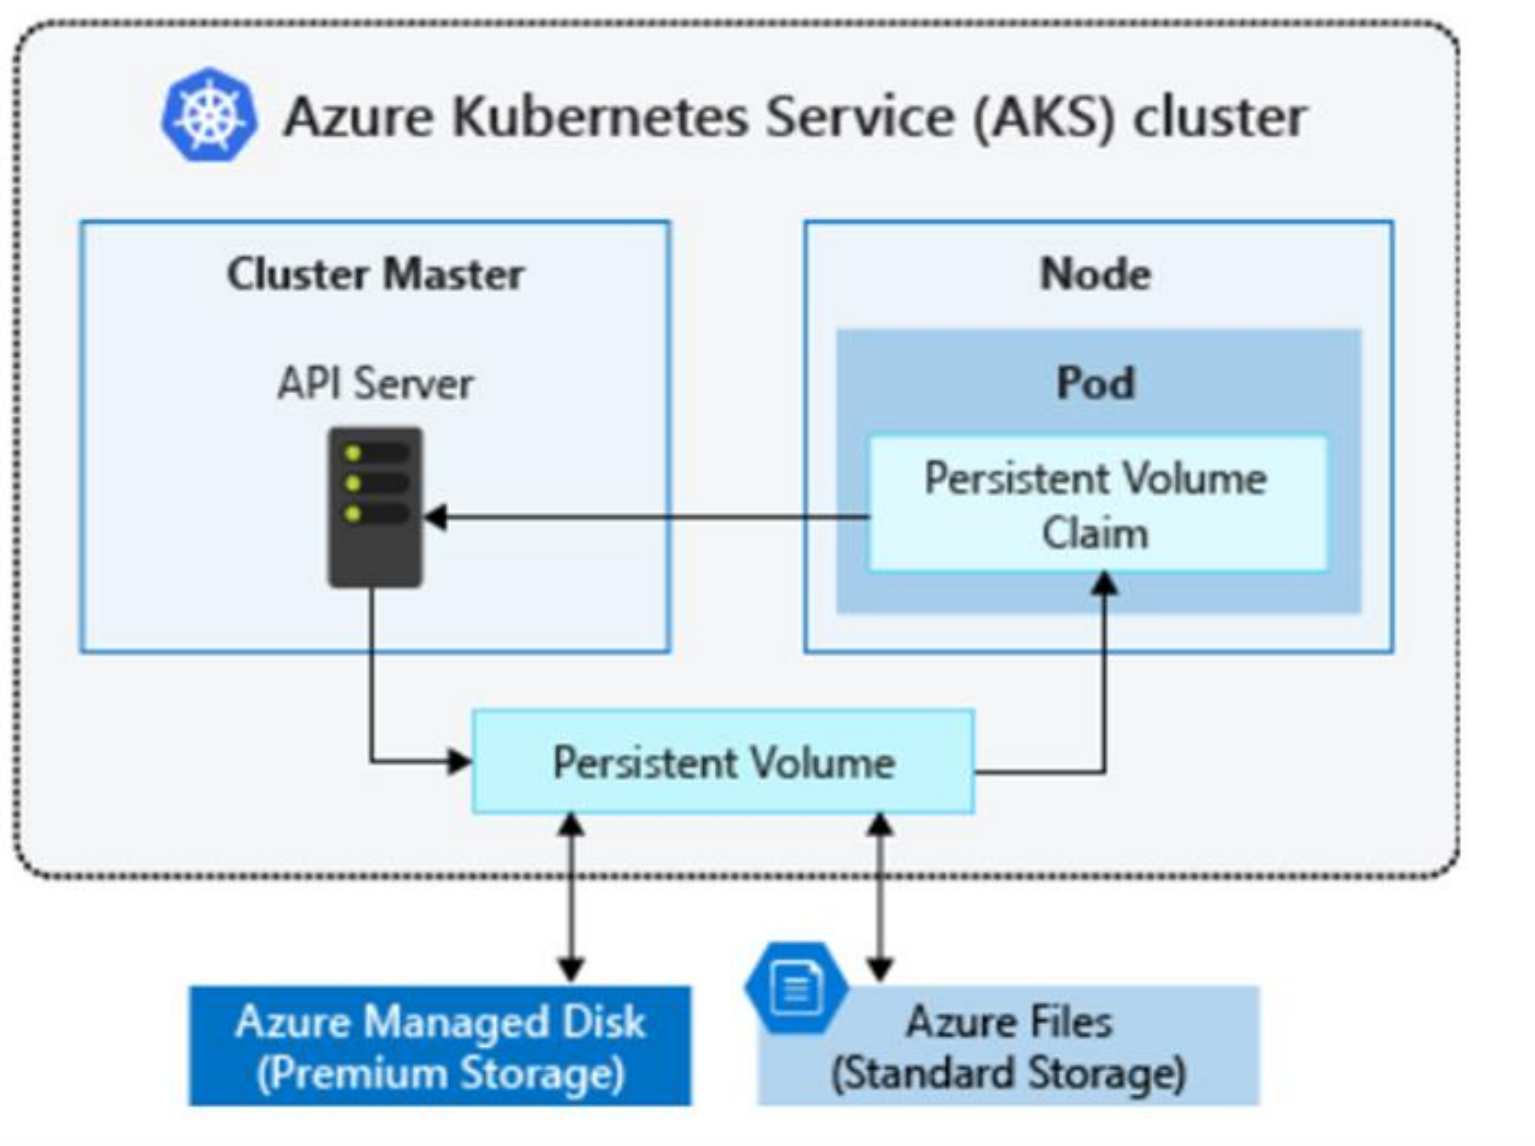 Azure Kubernetes Service (AKS) cluster
Cluster Master
API Server
Node
Pod
Persistent Volume
Claim
Persistent Volume
Azure Managed Disk
(Premium Storage)
Azure Files
(Standard Storage)